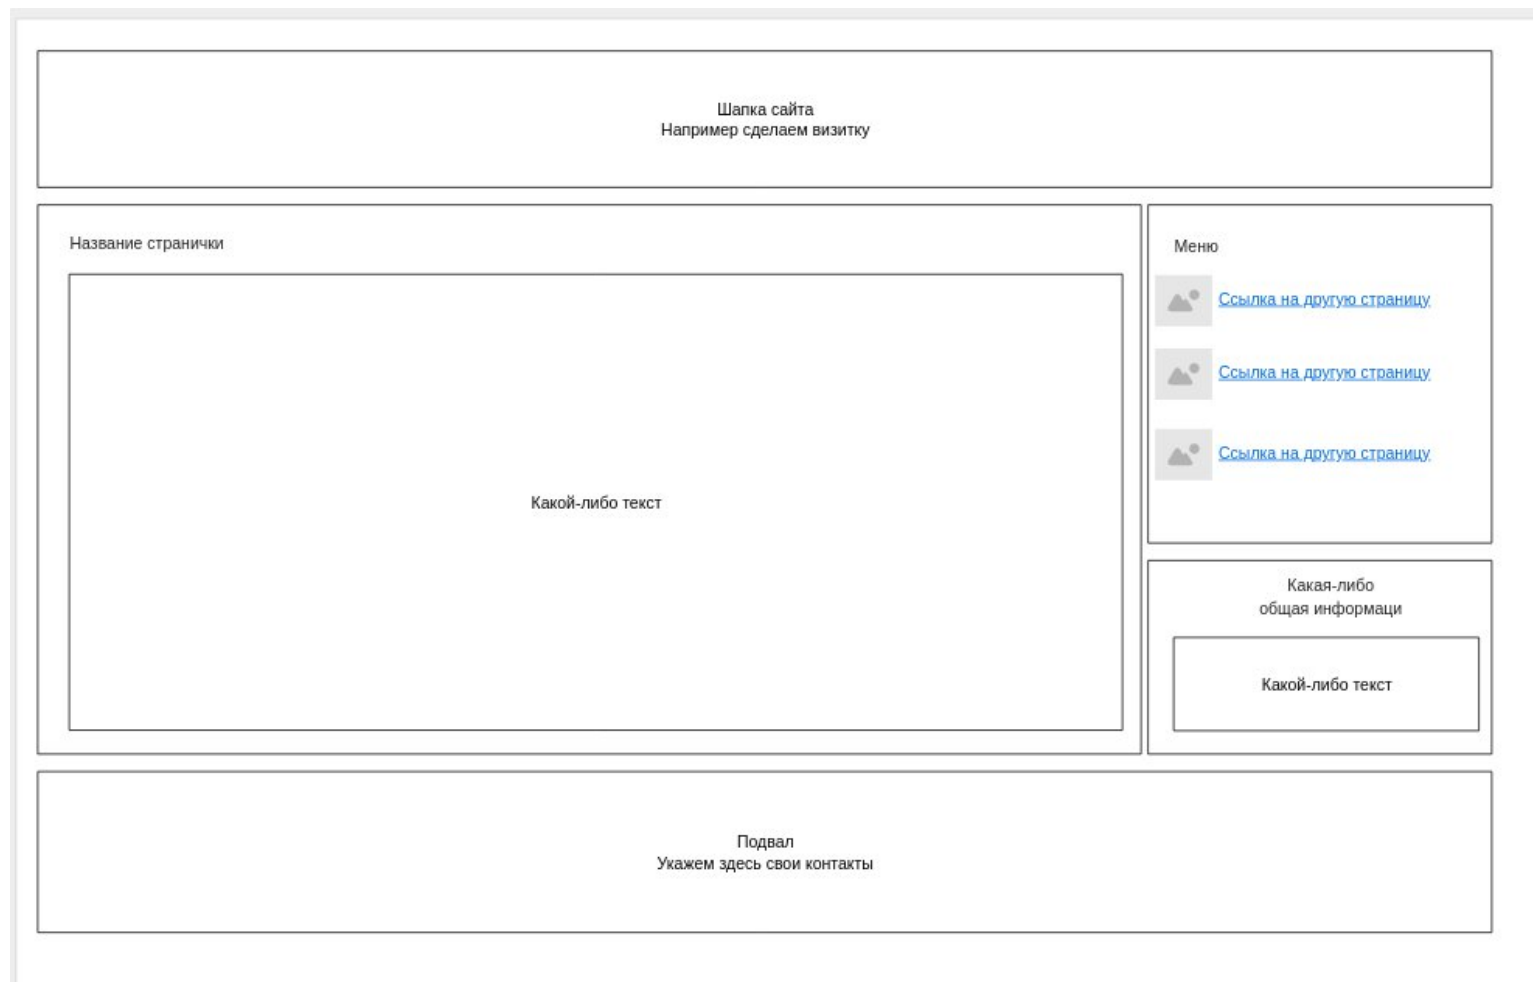 Шапка сайта
Например сделаем визитку
Название странички
Какой-либо текст
Меню
Ссылка на другую страницу
Ссылка на другую страницу
Ссылка на другую страницу
Какая-либо
общая информаци
Какой-либо текст
Подвал
Укажем здесь свои контакты